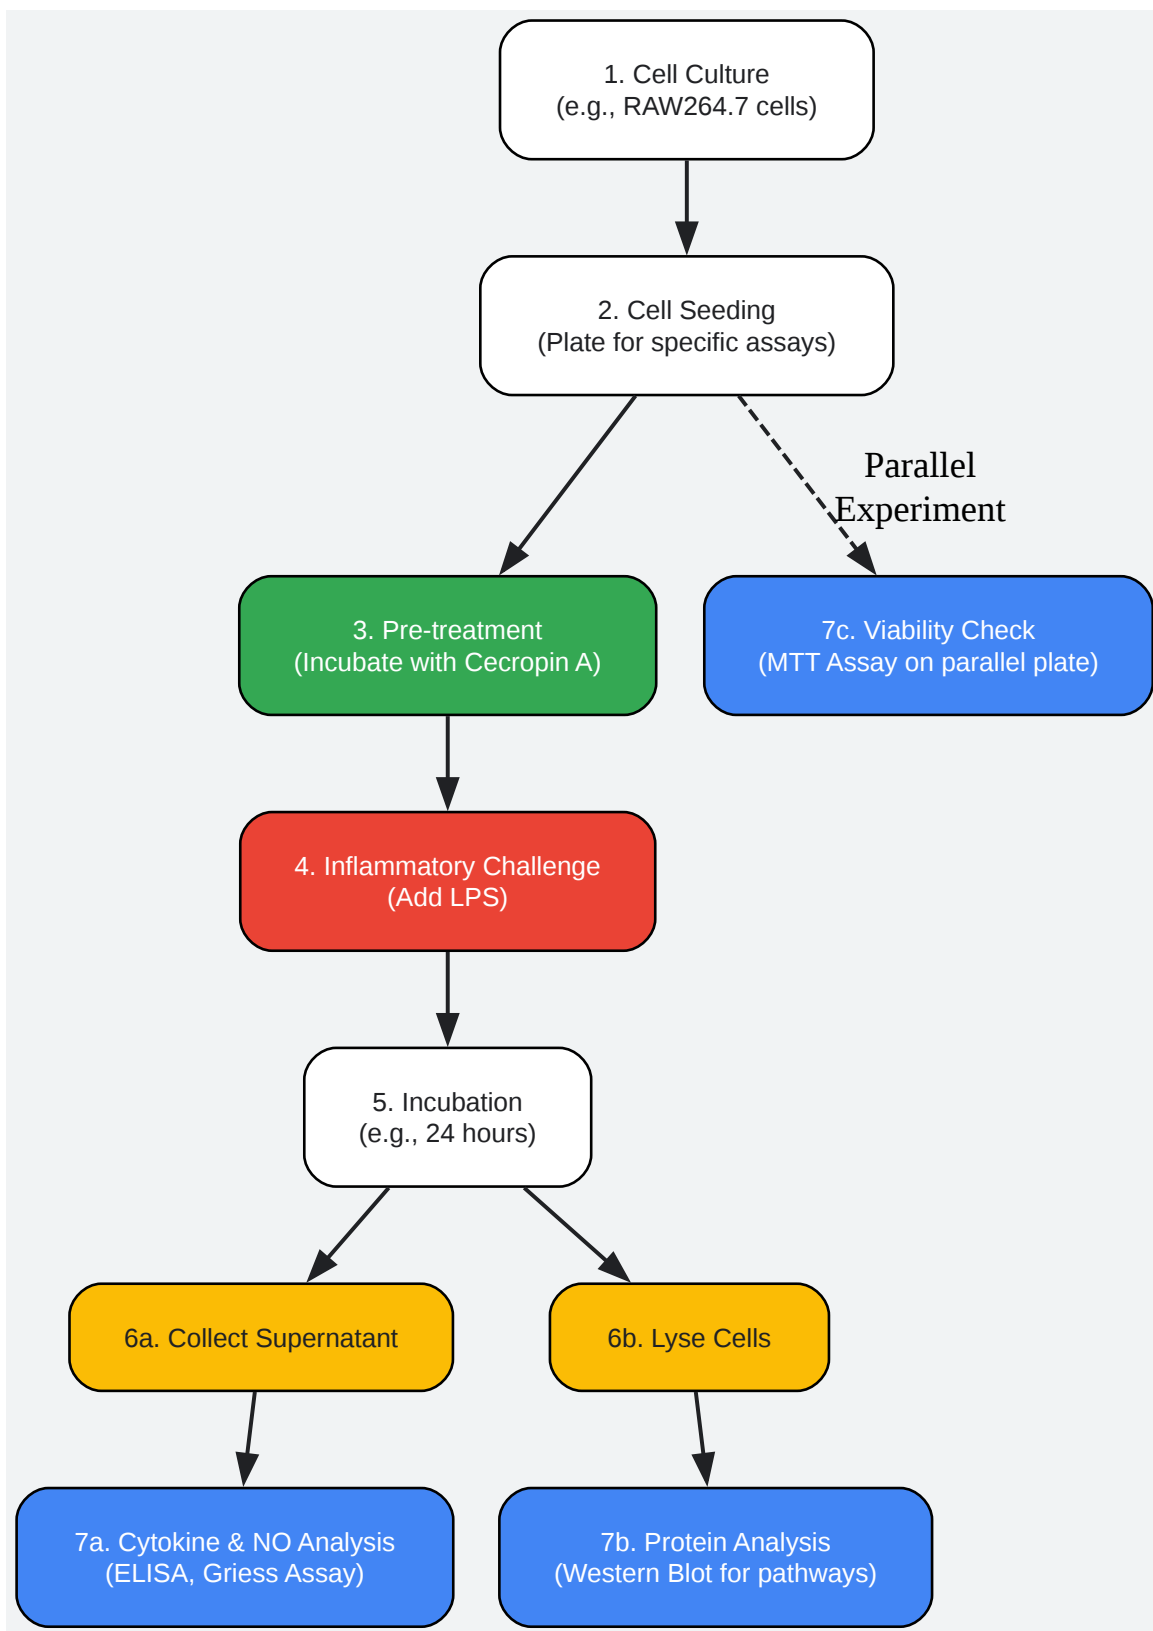 1. Cell Culture
(e.g., RAW264.7 cells)
2. Cell Seeding
(Plate for specific assays)
Parallel
Experiment
3. Pre-treatment
(Incubate with Cecropin A)
7c. Viability Check
(MTT Assay on parallel plate)
4. Inflammatory Challenge
(Add LPS)
5. Incubation
(e.g., 24 hours)
6a. Collect Supernatant
6b. Lyse Cells
7a. Cytokine & NO Analysis
(ELISA, Griess Assay)
7b. Protein Analysis
(Western Blot for pathways)